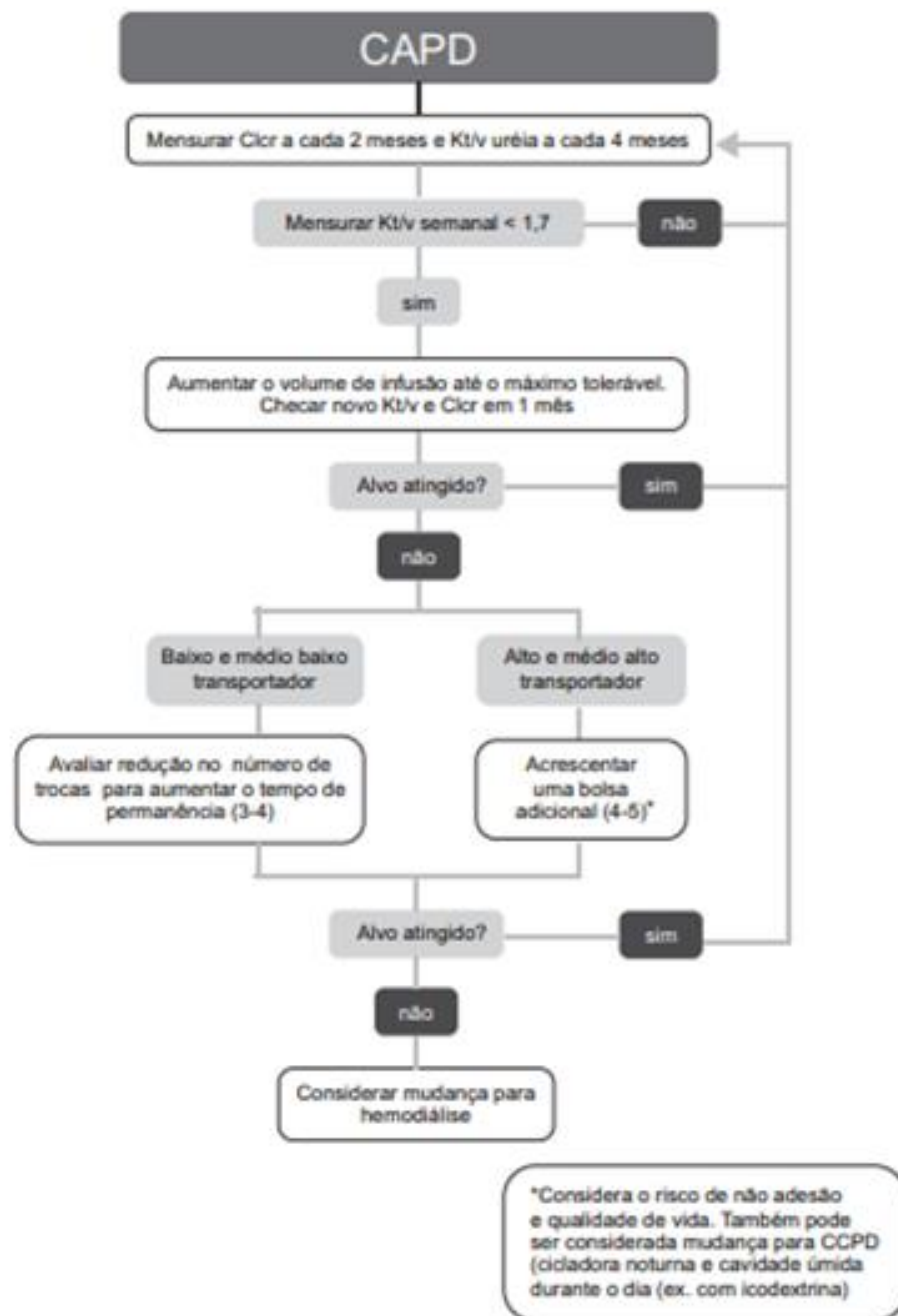 CAPD
Mensurar Clcr a cada 2 meses e Kt/v uréia a cada 4 meses
Mensurar Kt/v semanal < 1,7
não
sim
Aumentar o volume de infusão até o máximo tolerável.
Checar novo Kt/v e Clcr em 1 mês
Alvo atingido?
sim
não
Baixo e médio baixo
transportador
Alto e médio alto
transportador
Avaliar redução no número de
trocas para aumentar o tempo de
permanência (3-4)
Acrescentar
uma bolsa
adicional (4-5)*
Alvo atingido?
sim
não
Considerar mudança para
hemodiálise
*Considera o risco de não adesão
e qualidade de vida. Também pode
ser considerada mudança para CCPD
(cicladora noturna e cavidade úmida
durante o dia (ex. com icodextrina)